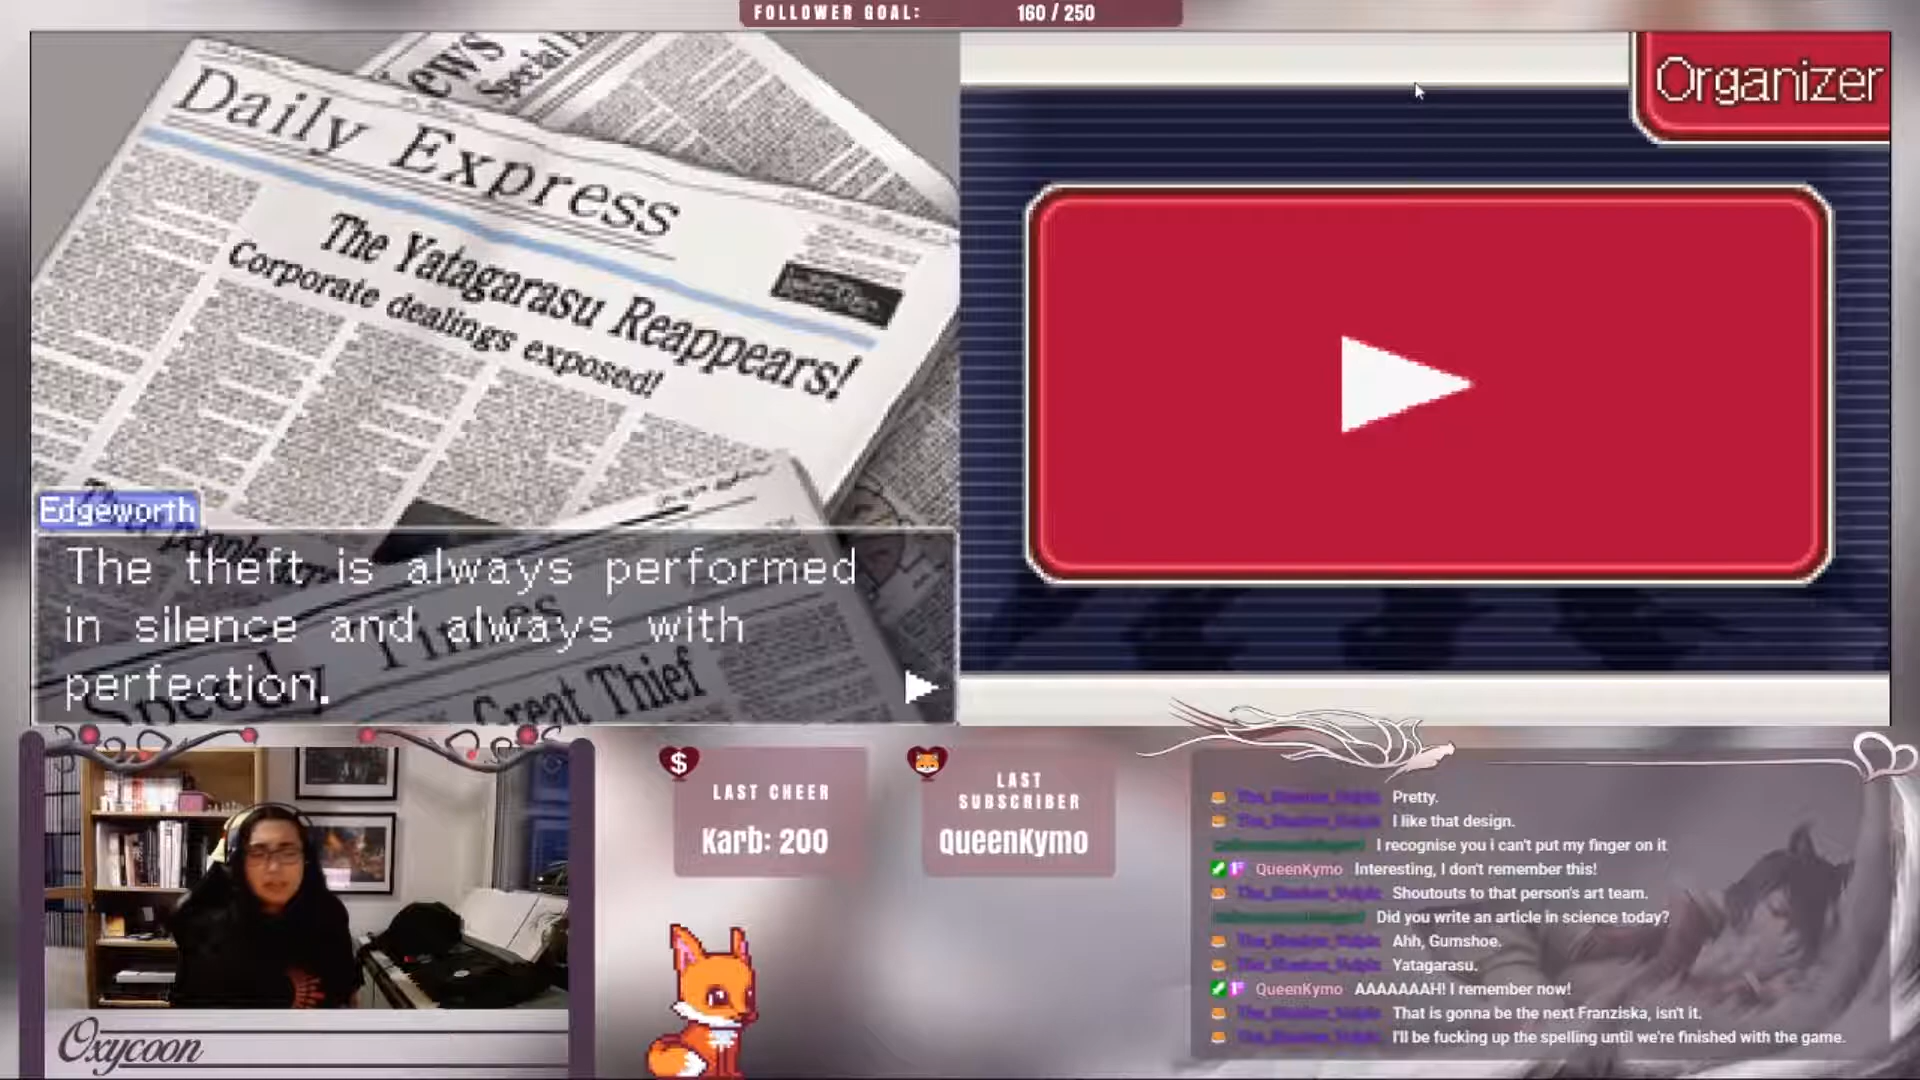 FOLLOWER GOAL: 160 / 250
ews
Special E
Daily Express
The Yatagarasu Reappears!
Corporate dealings exposed!
Organizer
Edgeworth
The theft is always performed
in silence and always with
perfection.
Speedy Times
Great Thief
LAST CHEER
Karb: 200
LAST
SUBSCRIBER
QueenKymo
Pretty.
I like that design.
I recognise you i can't put my finger on it
QueenKymo Interesting, I don't remember this!
Shoutouts to that person's art team.
Did you write an article in science today?
Ahh, Gumshoe.
Yatagarasu.
QueenKymo AAAAAAAH! I remember now!
That is gonna be the next Franziska, isn't it.
I'll be fucking up the spelling until we're finished with the game.
Oxycoon